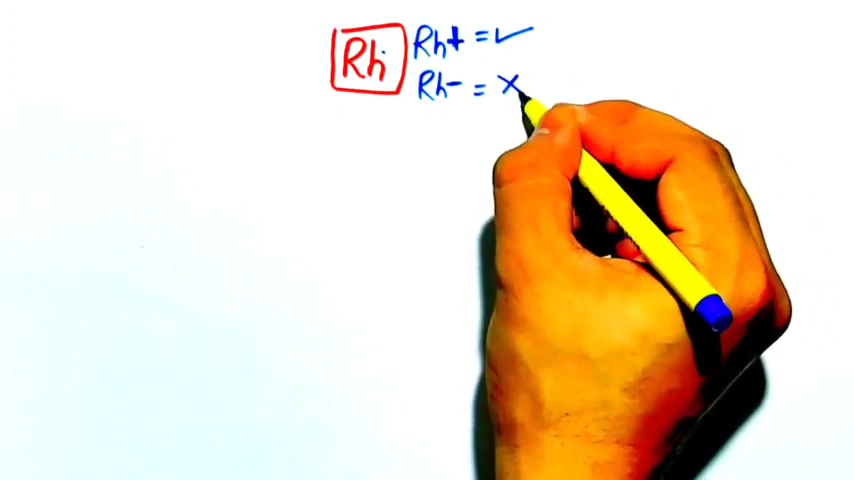 Rh
Rh+ = ✓
Rh- = ×